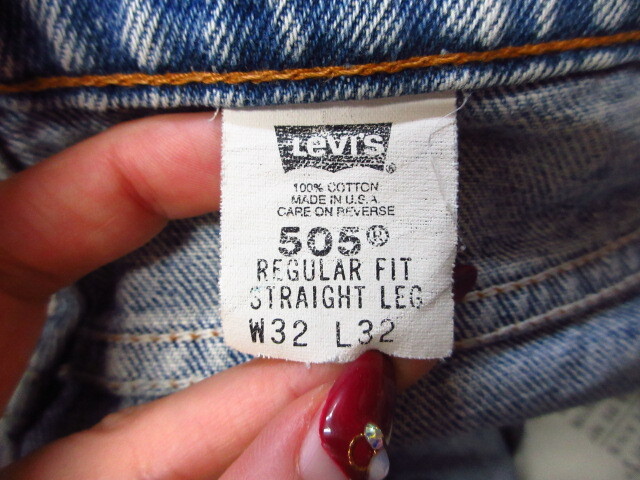 Levi's®
100% COTTON
MADE IN U.S.A
CARE ON REVERSE
505®
REGULAR FIT
STRAIGHT LEG
W32 L32